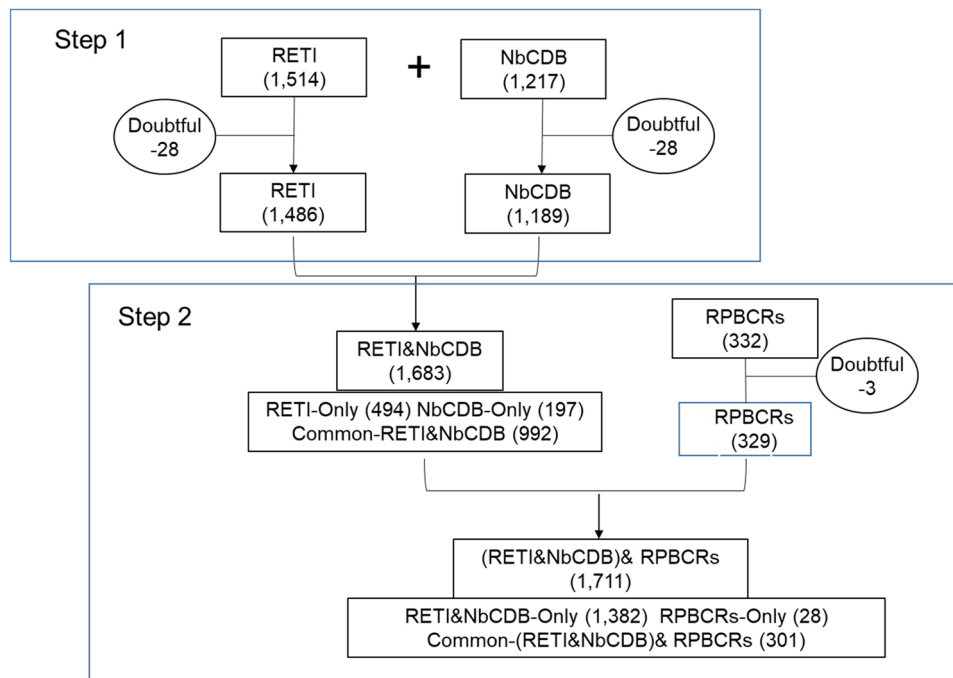 Step 1
RETI
(1,514)
+
NbCDB
(1,217)
Doubtful
-28
Doubtful
-28
RETI
(1,486)
NbCDB
(1,189)
Step 2
RETI&NbCDB
(1,683)
RETI-Only (494) NbCDB-Only (197)
Common-RETI&NbCDB (992)
RPBCRs
(332)
Doubtful
-3
RPBCRs
(329)
(RETI&NbCDB)& RPBCRs
(1,711)
RETI&NbCDB-Only (1,382) RPBCRs-Only (28)
Common-(RETI&NbCDB)& RPBCRs (301)